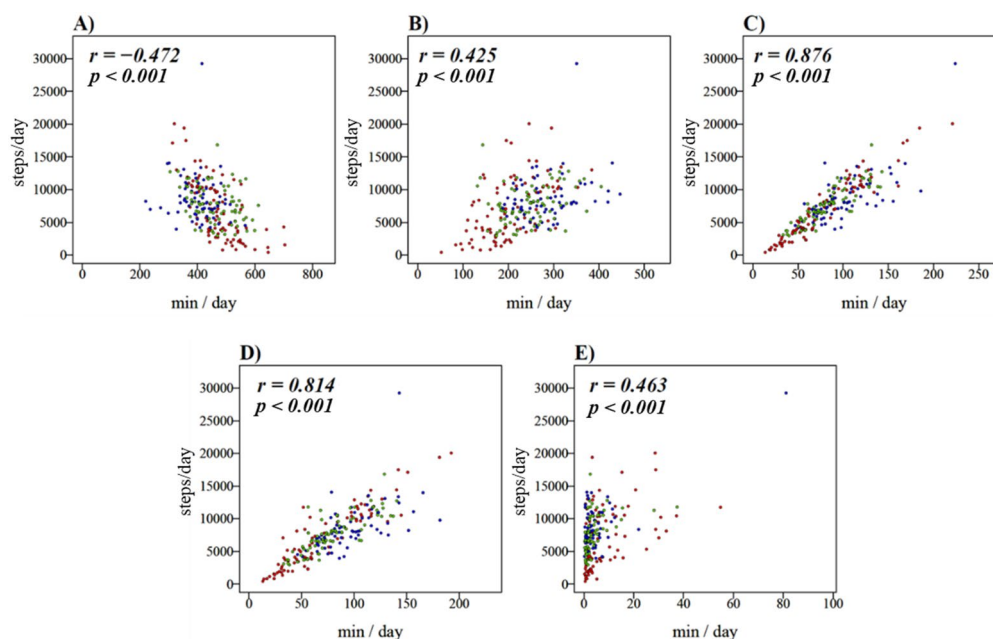 A)
r = −0.472
p < 0.001
30000
25000
20000
15000
10000
5000
0
steps/day
0 200 400 600 800
min / day
B)
r = 0.425
p < 0.001
30000
25000
20000
15000
10000
5000
0
steps/day
0 100 200 300 400 500
min / day
C)
r = 0.876
p < 0.001
30000
25000
20000
15000
10000
5000
0
steps/day
0 50 100 150 200 250
min / day
D)
r = 0.814
p < 0.001
30000
25000
20000
15000
10000
5000
0
steps/day
0 50 100 150 200
min / day
E)
r = 0.463
p < 0.001
30000
25000
20000
15000
10000
5000
0
steps/day
0 20 40 60 80 100
min / day